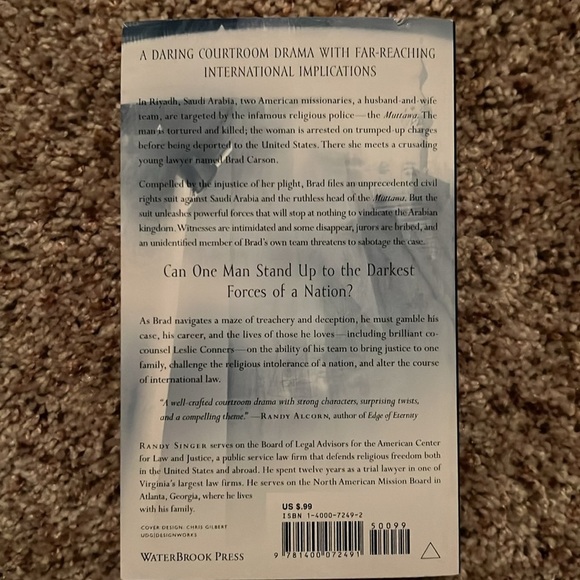 A DARING COURTROOM DRAMA WITH FAR-REACHING
INTERNATIONAL IMPLICATIONS
In Riyadh, Saudi Arabia, two American missionaries, a husband-and-wife
team, are targeted by the infamous religious police—the Muttawa. The
man is tortured and killed; the woman is arrested on trumped-up charges
before being deported to the United States. There she meets a crusading
young lawyer named Brad Carson.
Compelled by the injustice of her plight, Brad files an unprecedented civil
rights suit against Saudi Arabia and the ruthless head of the Muttawa. But the
suit unleashes powerful forces that will stop at nothing to vindicate the Arabian
kingdom. Witnesses are intimidated and some disappear, jurors are bribed, and
an unidentified member of Brad's own team threatens to sabotage the case.
Can One Man Stand Up to the Darkest
Forces of a Nation?
As Brad navigates a maze of treachery and deception, he must gamble his
case, his career, and the lives of those he loves—including brilliant co-
counsel Leslie Conners—on the ability of his team to bring justice to one
family, challenge the religious intolerance of a nation, and alter the course
of international law.
"A well-crafted courtroom drama with strong characters, surprising twists,
and a compelling theme." —RANDY ALCORN, author of Edge of Eternity
RANDY SINGER serves on the Board of Legal Advisors for the American Center
for Law and Justice, a public service law firm that defends religious freedom both
in the United States and abroad. He spent twelve years as a trial lawyer in one of
Virginia's largest law firms. He serves on the North American Mission Board in
Atlanta, Georgia, where he lives
with his family.
COVER DESIGN: CHRIS GILBERT
UDG/DESIGNWORKS
WATERBROOK PRESS
US $.99
ISBN 1-4000-7249-2
50099
9 781400 072491